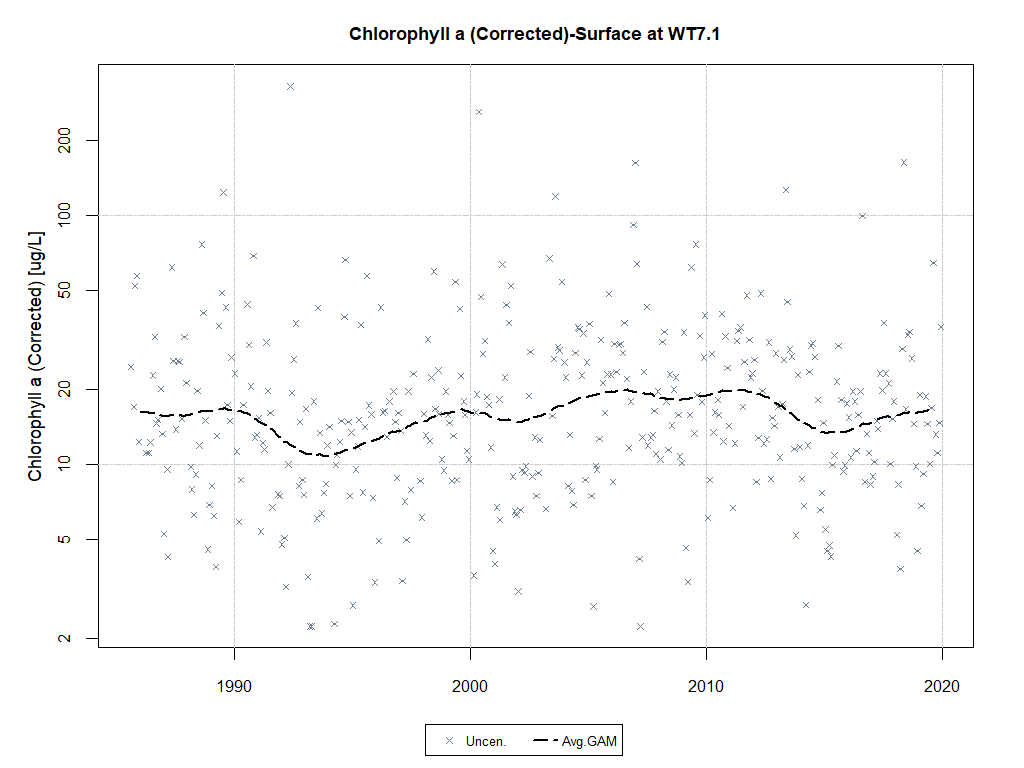 Chlorophyll a (Corrected)-Surface at WT7.1
Chlorophyll a (Corrected) [ug/L]
200
100
50
20
10
5
2
1990 2000 2010 2020
Uncen. Avg.GAM